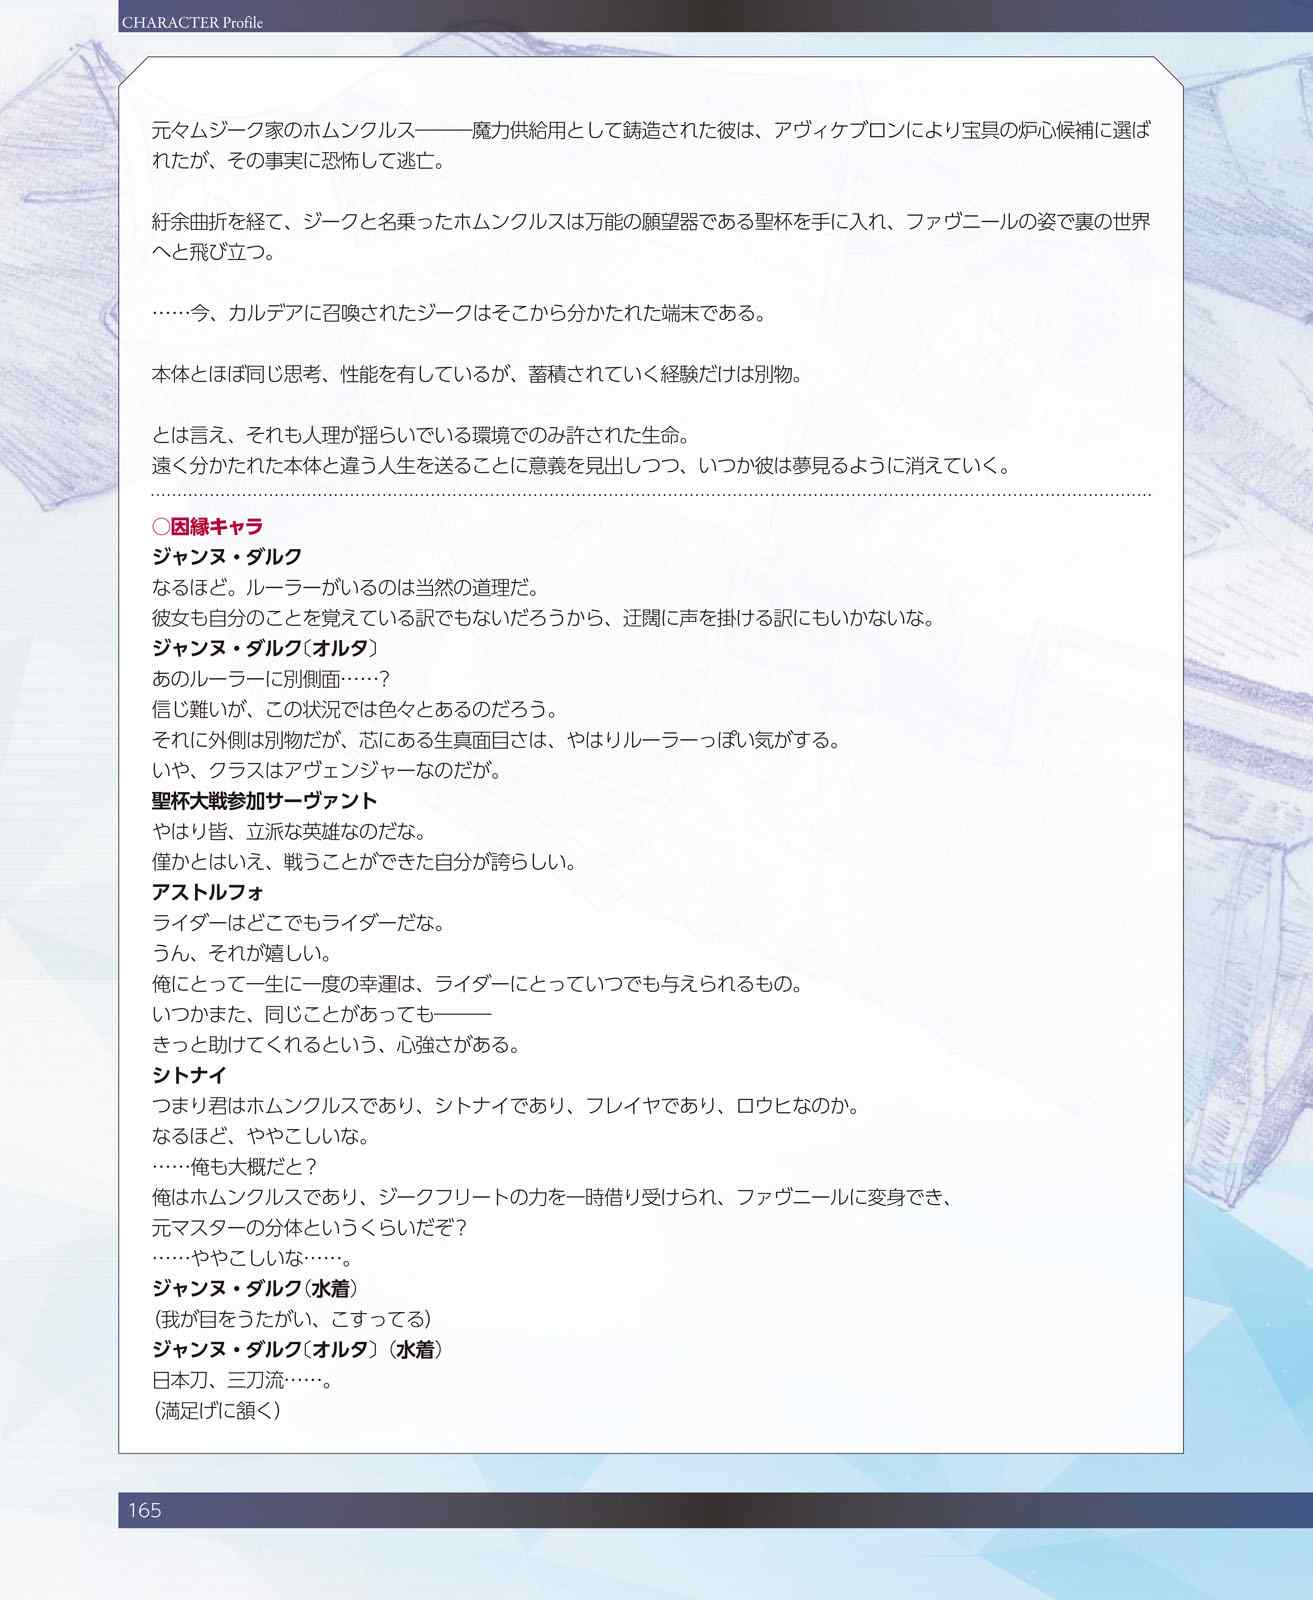 CHARACTER Profile
元々ムジーク家のホムンクルス―――魔力供給用として鋳造された彼は、アヴィケブロンにより宝具の炉心候補に選ば
れたが、その事実に恐怖して逃亡。
紆余曲折を経て、ジークと名乗ったホムンクルスは万能の願望器である聖杯を手に入れ、ファヴニールの姿で裏の世界
へと飛び立つ。
……今、カルデアに召喚されたジークはそこから分かたれた端末である。
本体とほぼ同じ思考、性能を有しているが、蓄積されていく経験だけは別物。
とは言え、それも人理が揺らいでいる環境でのみ許された生命。
遠く分かたれた本体と違う人生を送ることに意義を見出しつつ、いつか彼は夢見るように消えていく。
○因縁キャラ
ジャンヌ・ダルク
なるほど。ルーラーがいるのは当然の道理だ。
彼女も自分のことを覚えている訳でもないだろうから、迂闊に声を掛ける訳にもいかないな。
ジャンヌ・ダルク〔オルタ〕
あのルーラーに別側面……?
信じ難いが、この状況では色々とあるのだろう。
それに外側は別物だが、芯にある生真面目さは、やはりルーラーっぽい気がする。
いや、クラスはアヴェンジャーなのだが。
聖杯大戦参加サーヴァント
やはり皆、立派な英雄なのだな。
僅かとはいえ、戦うことができた自分が誇らしい。
アストルフォ
ライダーはどこでもライダーだな。
うん、それが嬉しい。
俺にとって一生に一度の幸運は、ライダーにとっていつでも与えられるもの。
いつかまた、同じことがあっても―――
きっと助けてくれるという、心強さがある。
シトナイ
つまり君はホムンクルスであり、シトナイであり、フレイヤであり、ロウヒなのか。
なるほど、ややこしいな。
……俺も大概だと?
俺はホムンクルスであり、ジークフリートの力を一時借り受けられ、ファヴニールに変身でき、
元マスターの分体というくらいだぞ?
……ややこしいな……。
ジャンヌ・ダルク(水着)
(我が目をうたがい、こすってる)
ジャンヌ・ダルク〔オルタ〕(水着)
日本刀、三刀流……。
(満足げに頷く)
165